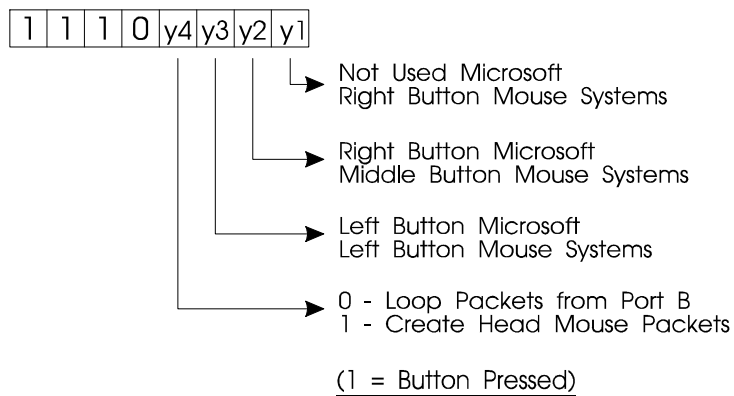 1 1 1 0 y4 y3 y2 y1
Not Used Microsoft
Right Button Mouse Systems
Right Button Microsoft
Middle Button Mouse Systems
Left Button Microsoft
Left Button Mouse Systems
0 - Loop Packets from Port B
1 - Create Head Mouse Packets
(1 = Button Pressed)